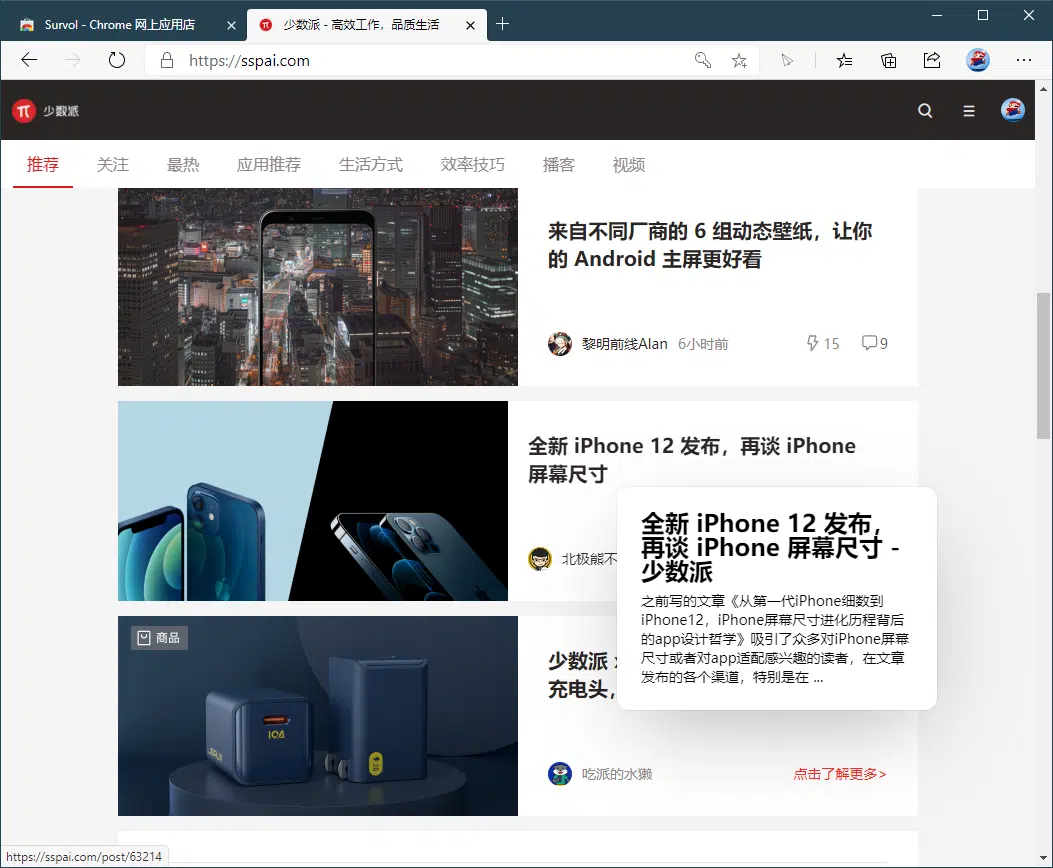 Survol - Chrome 网上应用店
少数派 - 高效工作，品质生活
https://sspai.com
少数派
推荐 关注 最热 应用推荐 生活方式 效率技巧 播客 视频
来自不同厂商的 6 组动态壁纸，让你
的 Android 主屏更好看
黎明前线Alan 6小时前 15 9
全新 iPhone 12 发布，再谈 iPhone
屏幕尺寸
北极熊不
全新 iPhone 12 发布，
再谈 iPhone 屏幕尺寸 -
少数派
之前写的文章《从第一代iPhone细数到
iPhone12，iPhone屏幕尺寸进化历程背后
的app设计哲学》吸引了众多对iPhone屏幕
尺寸或者对app适配感兴趣的读者，在文章
发布的各个渠道，特别是在 ...
商品
少数派
充电头，
吃派的水獭 点击了解更多>
https://sspai.com/post/63214